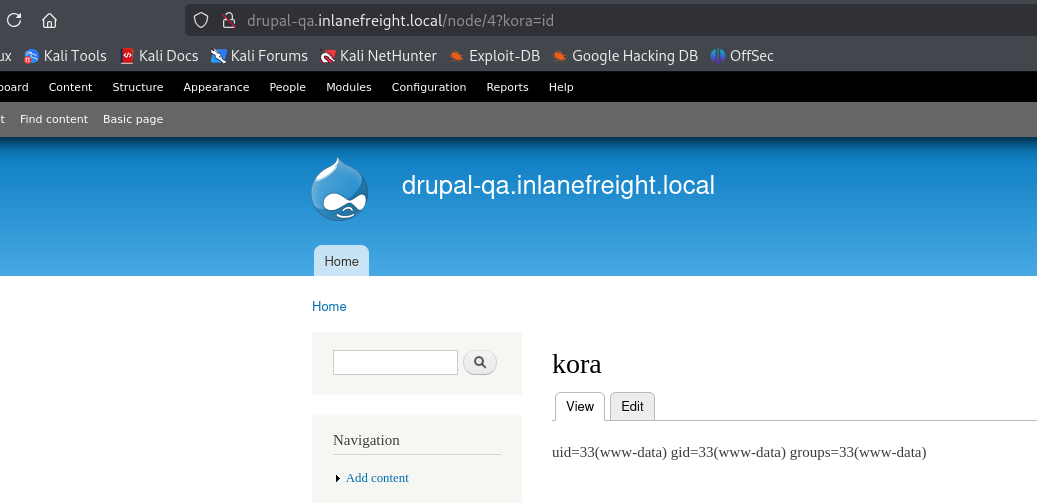 drupal-qa.inlanefreight.local/node/4?kora=id
ux Kali Tools Kali Docs Kali Forums Kali NetHunter Exploit-DB Google Hacking DB OffSec
board Content Structure Appearance People Modules Configuration Reports Help
t Find content Basic page
drupal-qa.inlanefreight.local
Home
Home
kora
View Edit
Navigation
uid=33(www-data) gid=33(www-data) groups=33(www-data)
Add content